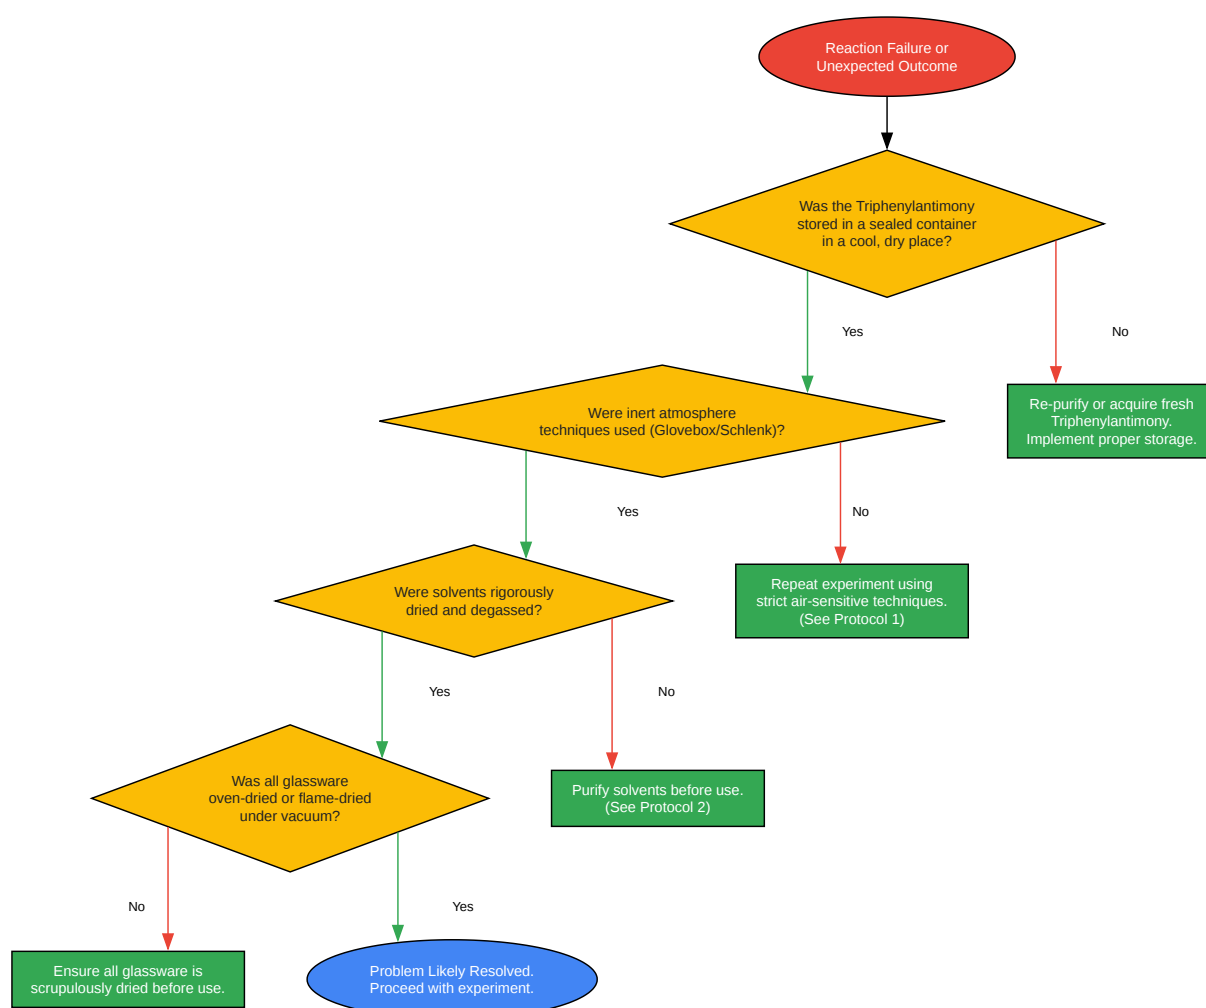 Reaction Failure or
Unexpected Outcome
Was the Triphenylantimony
stored in a sealed container
in a cool, dry place?
Yes
No
Re-purify or acquire fresh
Triphenylantimony.
Implement proper storage.
Were inert atmosphere
techniques used (Glovebox/Schlenk)?
Yes
No
Repeat experiment using
strict air-sensitive techniques.
(See Protocol 1)
Were solvents rigorously
dried and degassed?
Yes
No
Purify solvents before use.
(See Protocol 2)
Was all glassware
oven-dried or flame-dried
under vacuum?
No
Yes
Ensure all glassware is
scrupulously dried before use.
Problem Likely Resolved.
Proceed with experiment.